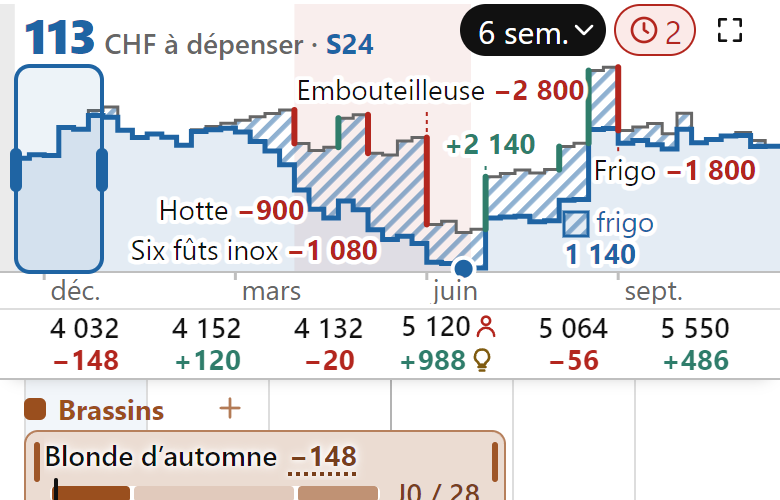 113 CHF à dépenser · S24
6 sem.
2
Embouteilleuse −2 800
+2 140
Frigo −1 800
Hotte −900
frigo
Six fûts inox −1 080
1 140
déc. mars juin sept.
4 032 4 152 4 132 5 120 5 064 5 550
−148 +120 −20 +988 −56 +486
Brassins +
Blonde d’automne −148
J0 / 28